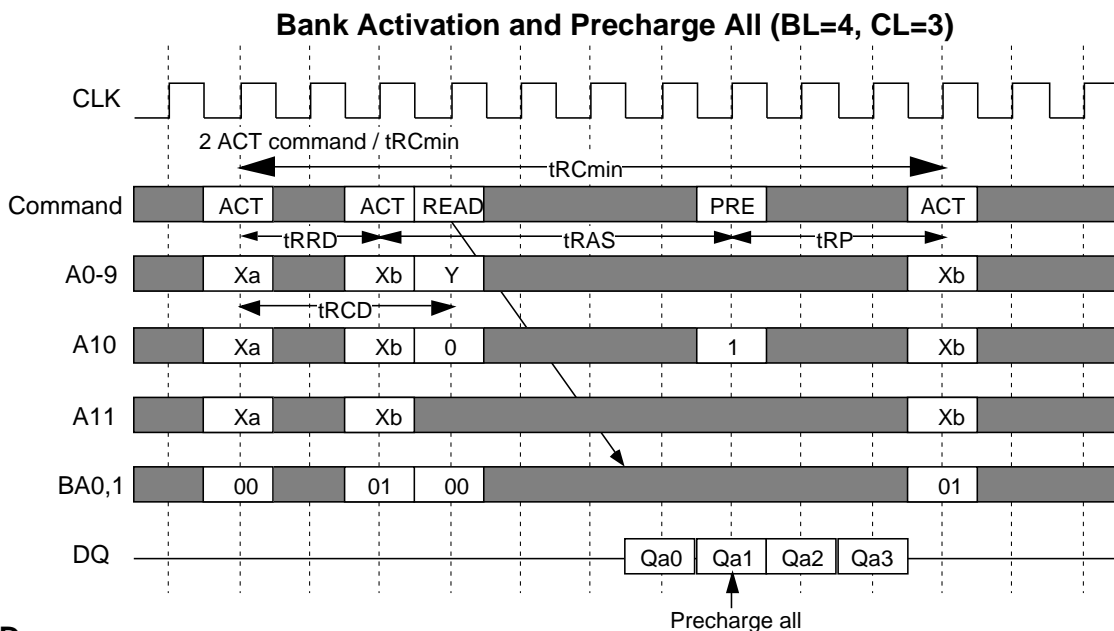 Bank Activation and Precharge All (BL=4, CL=3)
CLK
2 ACT command / tRCmin
tRCmin
Command ACT ACT READ PRE ACT
tRRD tRAS tRP
A0-9 Xa Xb Y Xb
tRCD
A10 Xa Xb 0 1 Xb
A11 Xa Xb Xb
BA0,1 00 01 00 01
DQ Qa0 Qa1 Qa2 Qa3
Precharge all